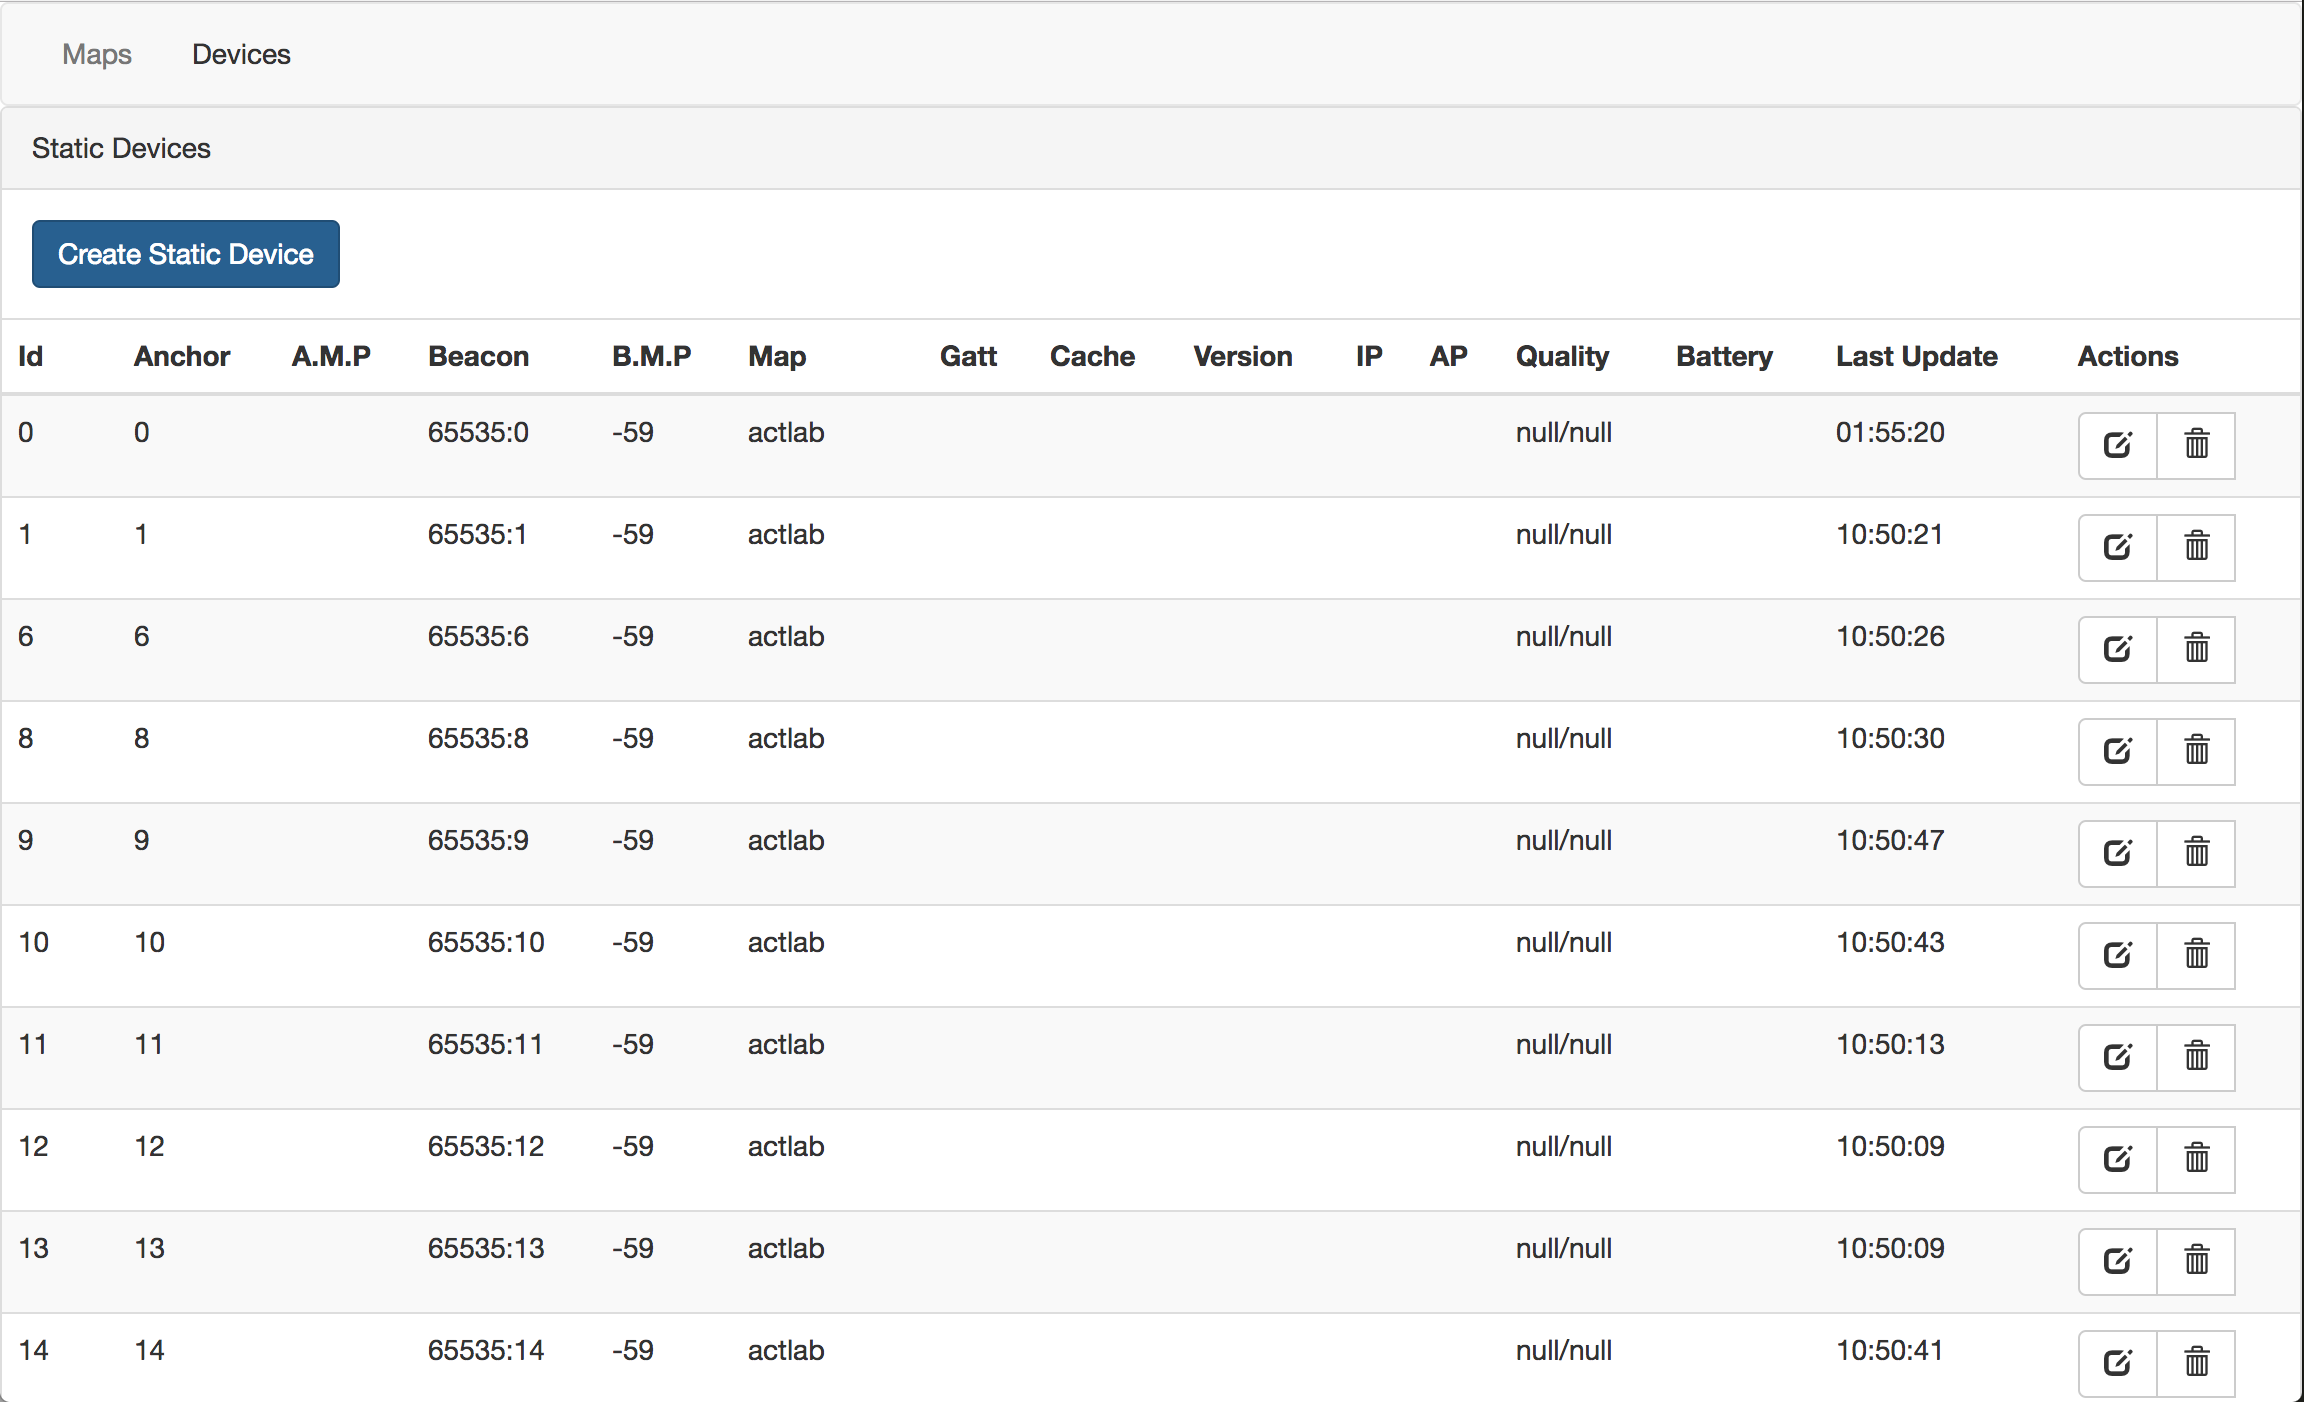 Maps Devices
Static Devices
Create Static Device
Id Anchor A.M.P Beacon B.M.P Map Gatt Cache Version IP AP Quality Battery Last Update Actions
0 0 65535:0 -59 actlab null/null 01:55:20
1 1 65535:1 -59 actlab null/null 10:50:21
6 6 65535:6 -59 actlab null/null 10:50:26
8 8 65535:8 -59 actlab null/null 10:50:30
9 9 65535:9 -59 actlab null/null 10:50:47
10 10 65535:10 -59 actlab null/null 10:50:43
11 11 65535:11 -59 actlab null/null 10:50:13
12 12 65535:12 -59 actlab null/null 10:50:09
13 13 65535:13 -59 actlab null/null 10:50:09
14 14 65535:14 -59 actlab null/null 10:50:41